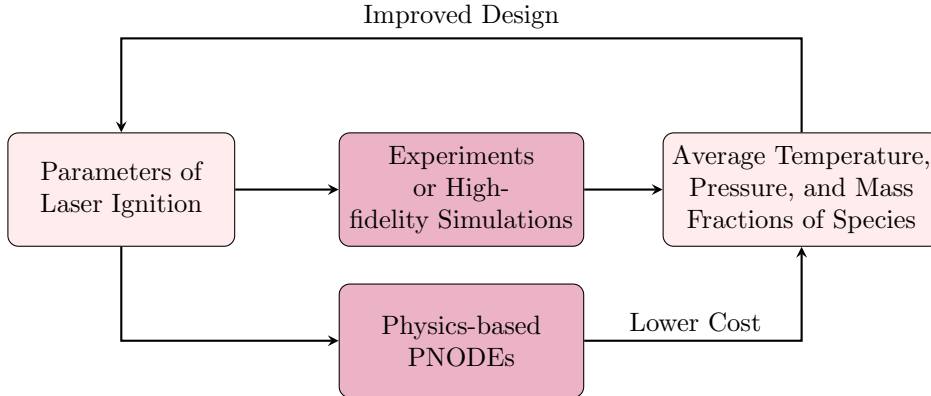 Improved Design
Parameters of
Laser Ignition
Experiments
or High-
fidelity Simulations
Average Temperature,
Pressure, and Mass
Fractions of Species
Physics-based
PNODEs
Lower Cost